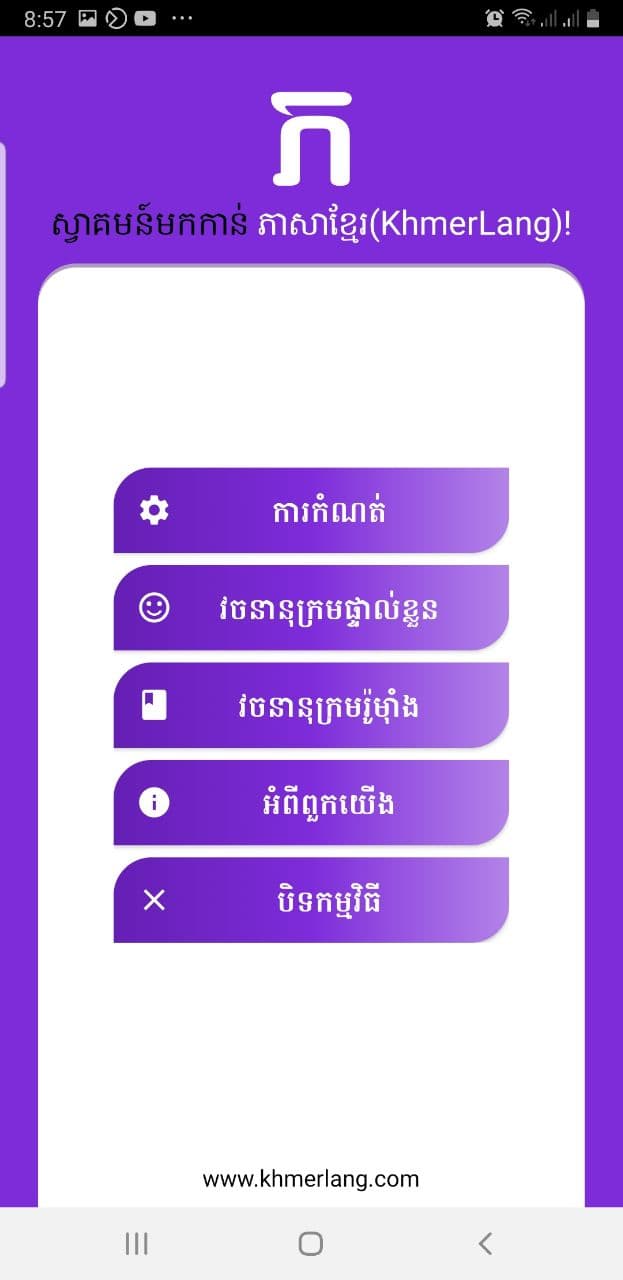 8:57
ភ
ស្វាគមន៍មកកាន់ ភាសាខ្មែរ(KhmerLang)!
ការកំណត់
វចនានុក្រមផ្ទាល់ខ្លួន
វចនានុក្រមរ៉ូម៉ាំង
អំពីពួកយើង
បិទកម្មវិធី
www.khmerlang.com